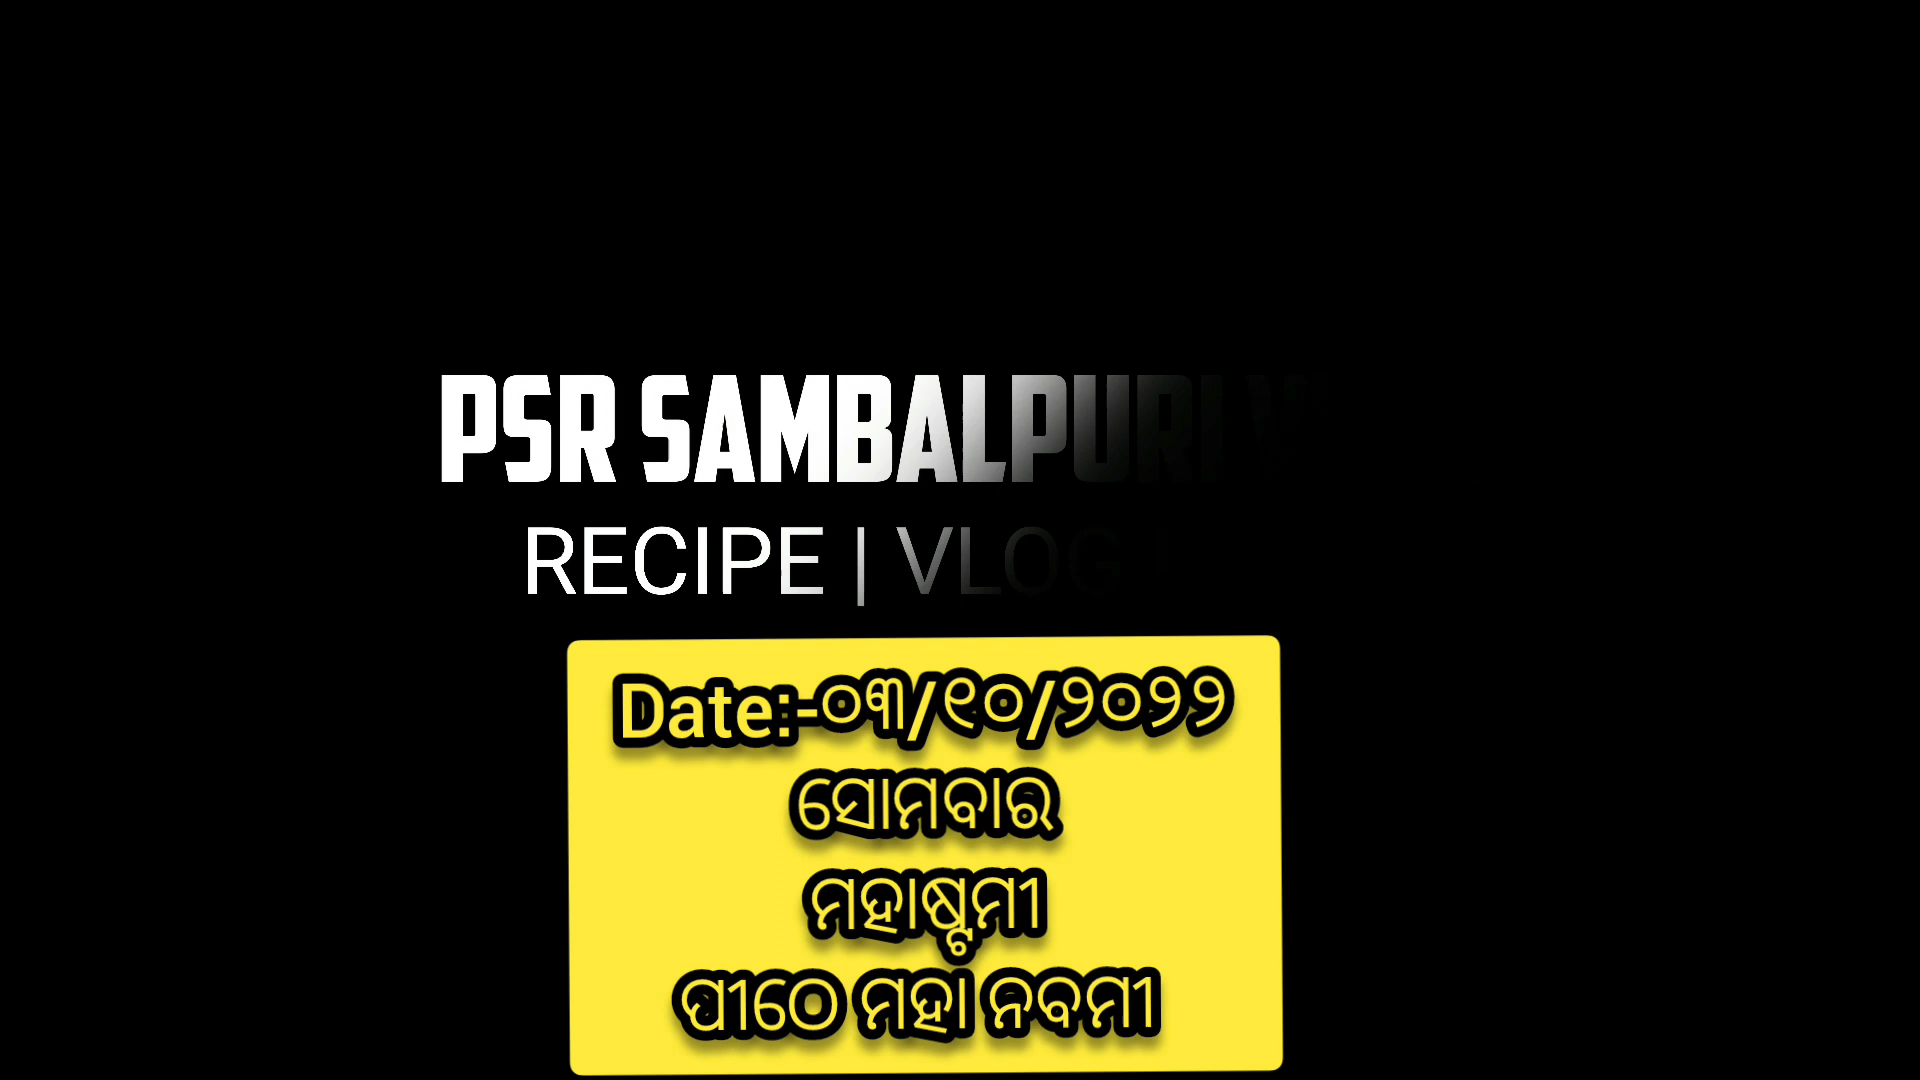 PSR SAMBALPURI
RECIPE | VLOG
Date:-୦୩/୧୦/୨୦୨୨
ସୋମବାର
ମହାଷ୍ଟମୀ
ପୀଠେ ମହା ନବମୀ